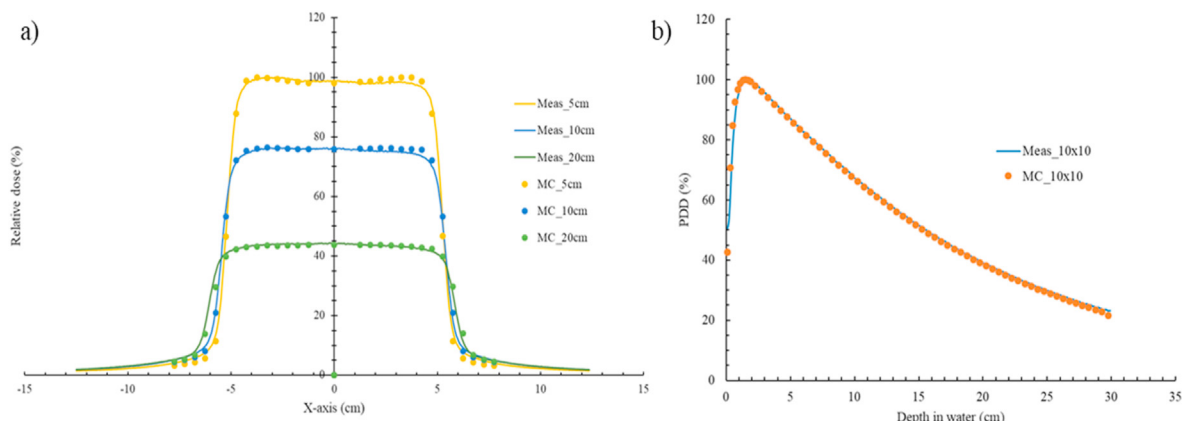 a)
120
100
80
60
40
20
0
-15
-10
-5
0
5
10
15
Relative dose (%)
X-axis (cm)
Meas_5cm
Meas_10cm
Meas_20cm
MC_5cm
MC_10cm
MC_20cm
b)
120
100
80
60
40
20
0
0
5
10
15
20
25
30
35
PDD (%)
Depth in water (cm)
Meas_10x10
MC_10x10